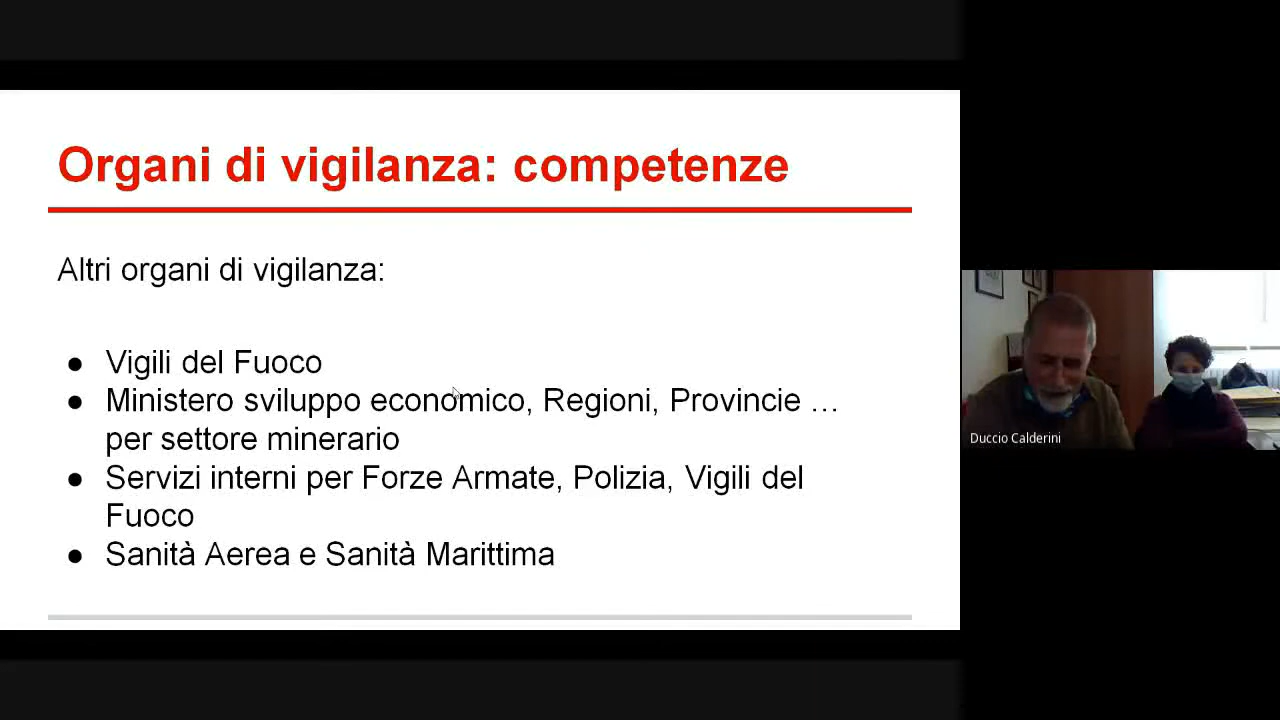 Organi di vigilanza: competenze
Altri organi di vigilanza:
● Vigili del Fuoco
● Ministero sviluppo economico, Regioni, Provincie ...
per settore minerario
● Servizi interni per Forze Armate, Polizia, Vigili del
Fuoco
● Sanità Aerea e Sanità Marittima
Duccio Calderini